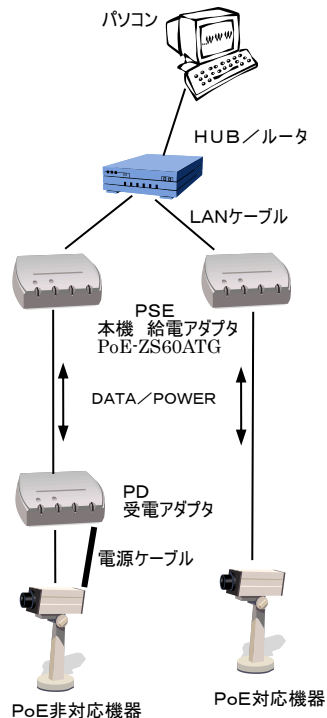 パソコン
WWW
HUB／ルータ
LANケーブル
PSE
本機 給電アダプタ
PoE-ZS60ATG
DATA／POWER
PD
受電アダプタ
電源ケーブル
PoE非対応機器
PoE対応機器